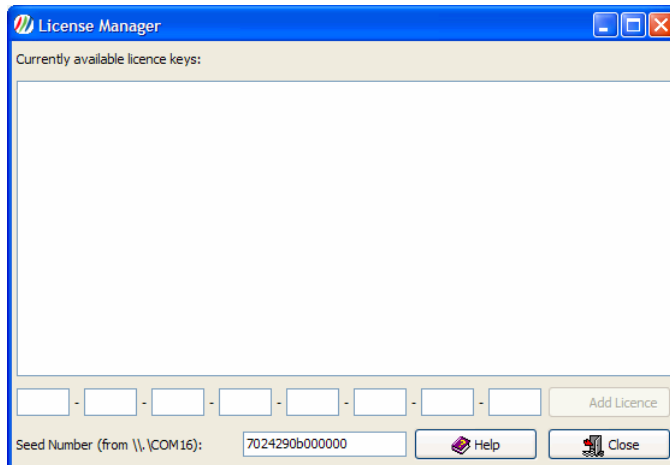 License Manager
Currently available licence keys:
- - - - - - - Add Licence
Seed Number (from \\.\COM16): 7024290b000000 Help Close